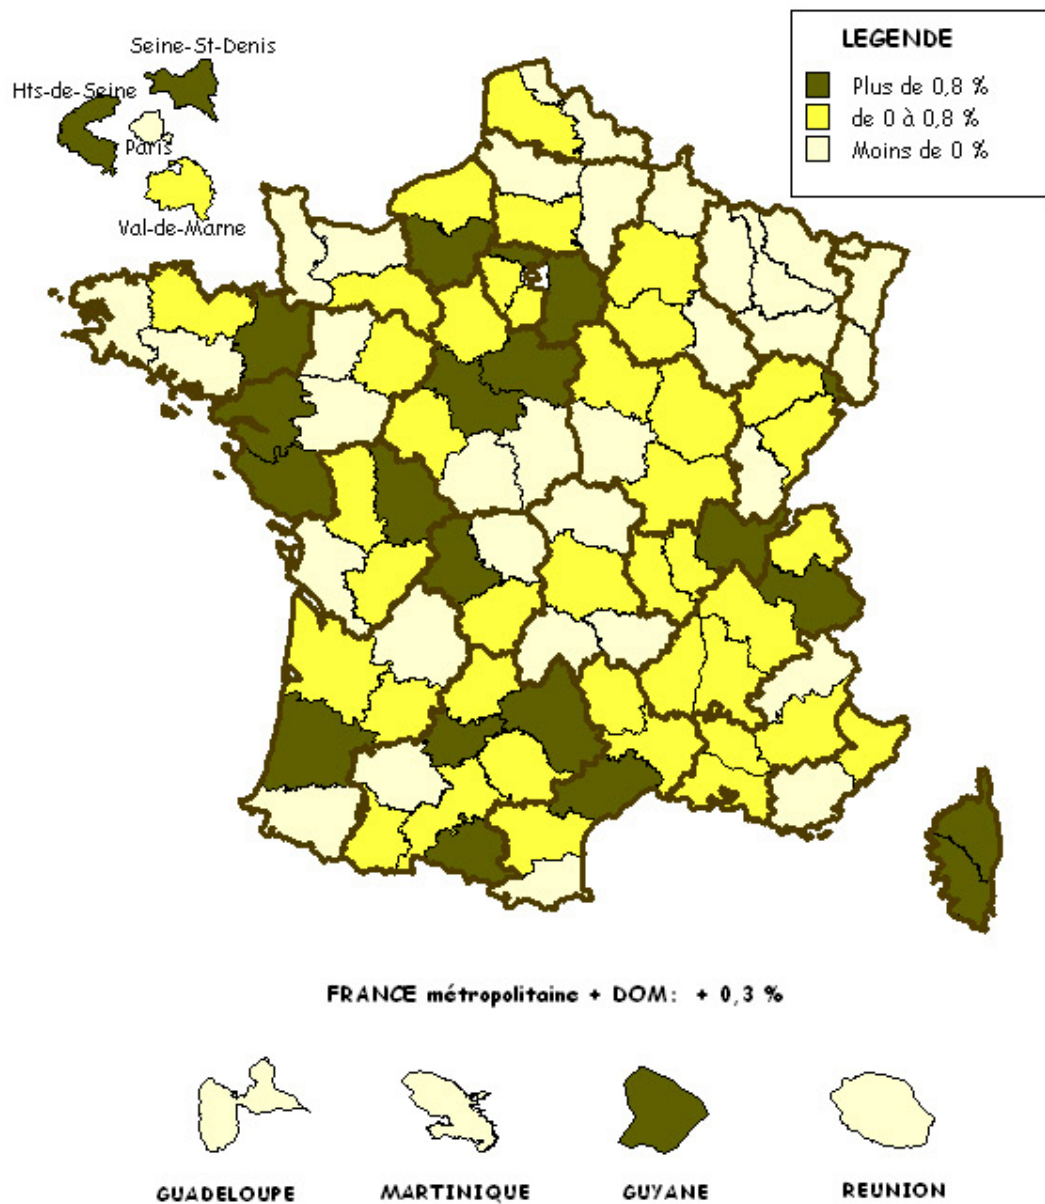 Seine-St-Denis
Hts-de-Seine
Paris
Val-de-Marne
LEGENDE
Plus de 0,8 %
de 0 à 0,8 %
Moins de 0 %
FRANCE métropolitaine + DOM: + 0,3 %
GUADELOUPE MARTINIQUE GUYANE REUNION